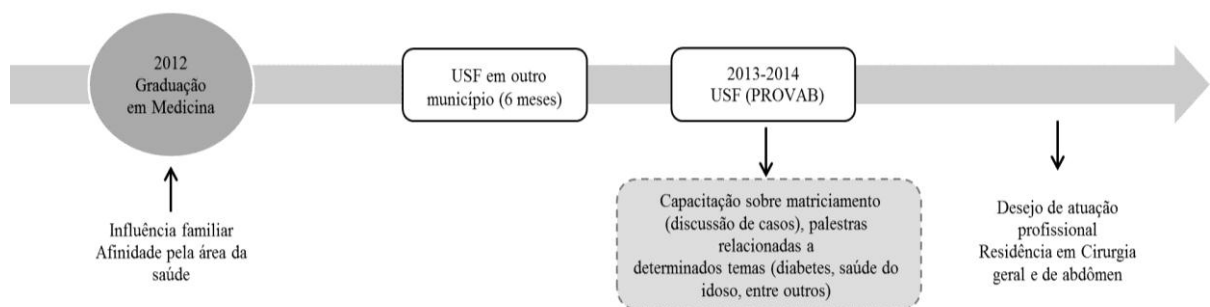 2012
Graduação
em Medicina
USF em outro
município (6 meses)
2013-2014
USF (PROVAB)
Influência familiar
Afinidade pela área da
saúde
Capacitação sobre matriciamento
(discussão de casos), palestras
relacionadas a
determinados temas (diabetes, saúde do
idoso, entre outros)
Desejo de atuação
profissional
Residência em Cirurgia
geral e de abdômen